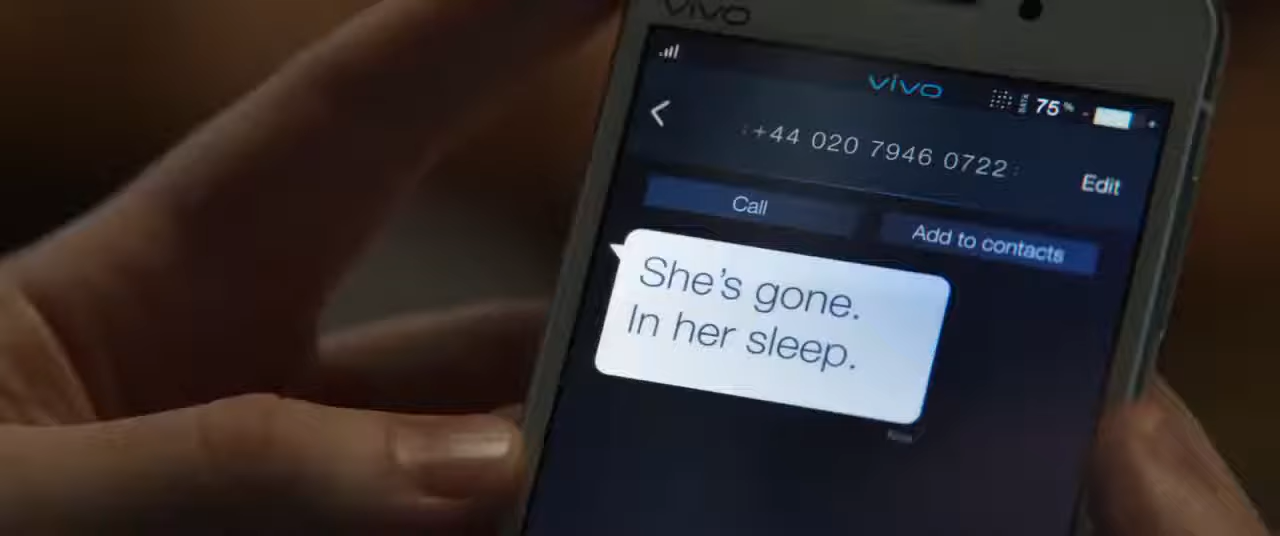 vivo
vivo
75%
+44 020 7946 0722
Edit
Call
Add to contacts
She's gone.
In her sleep.